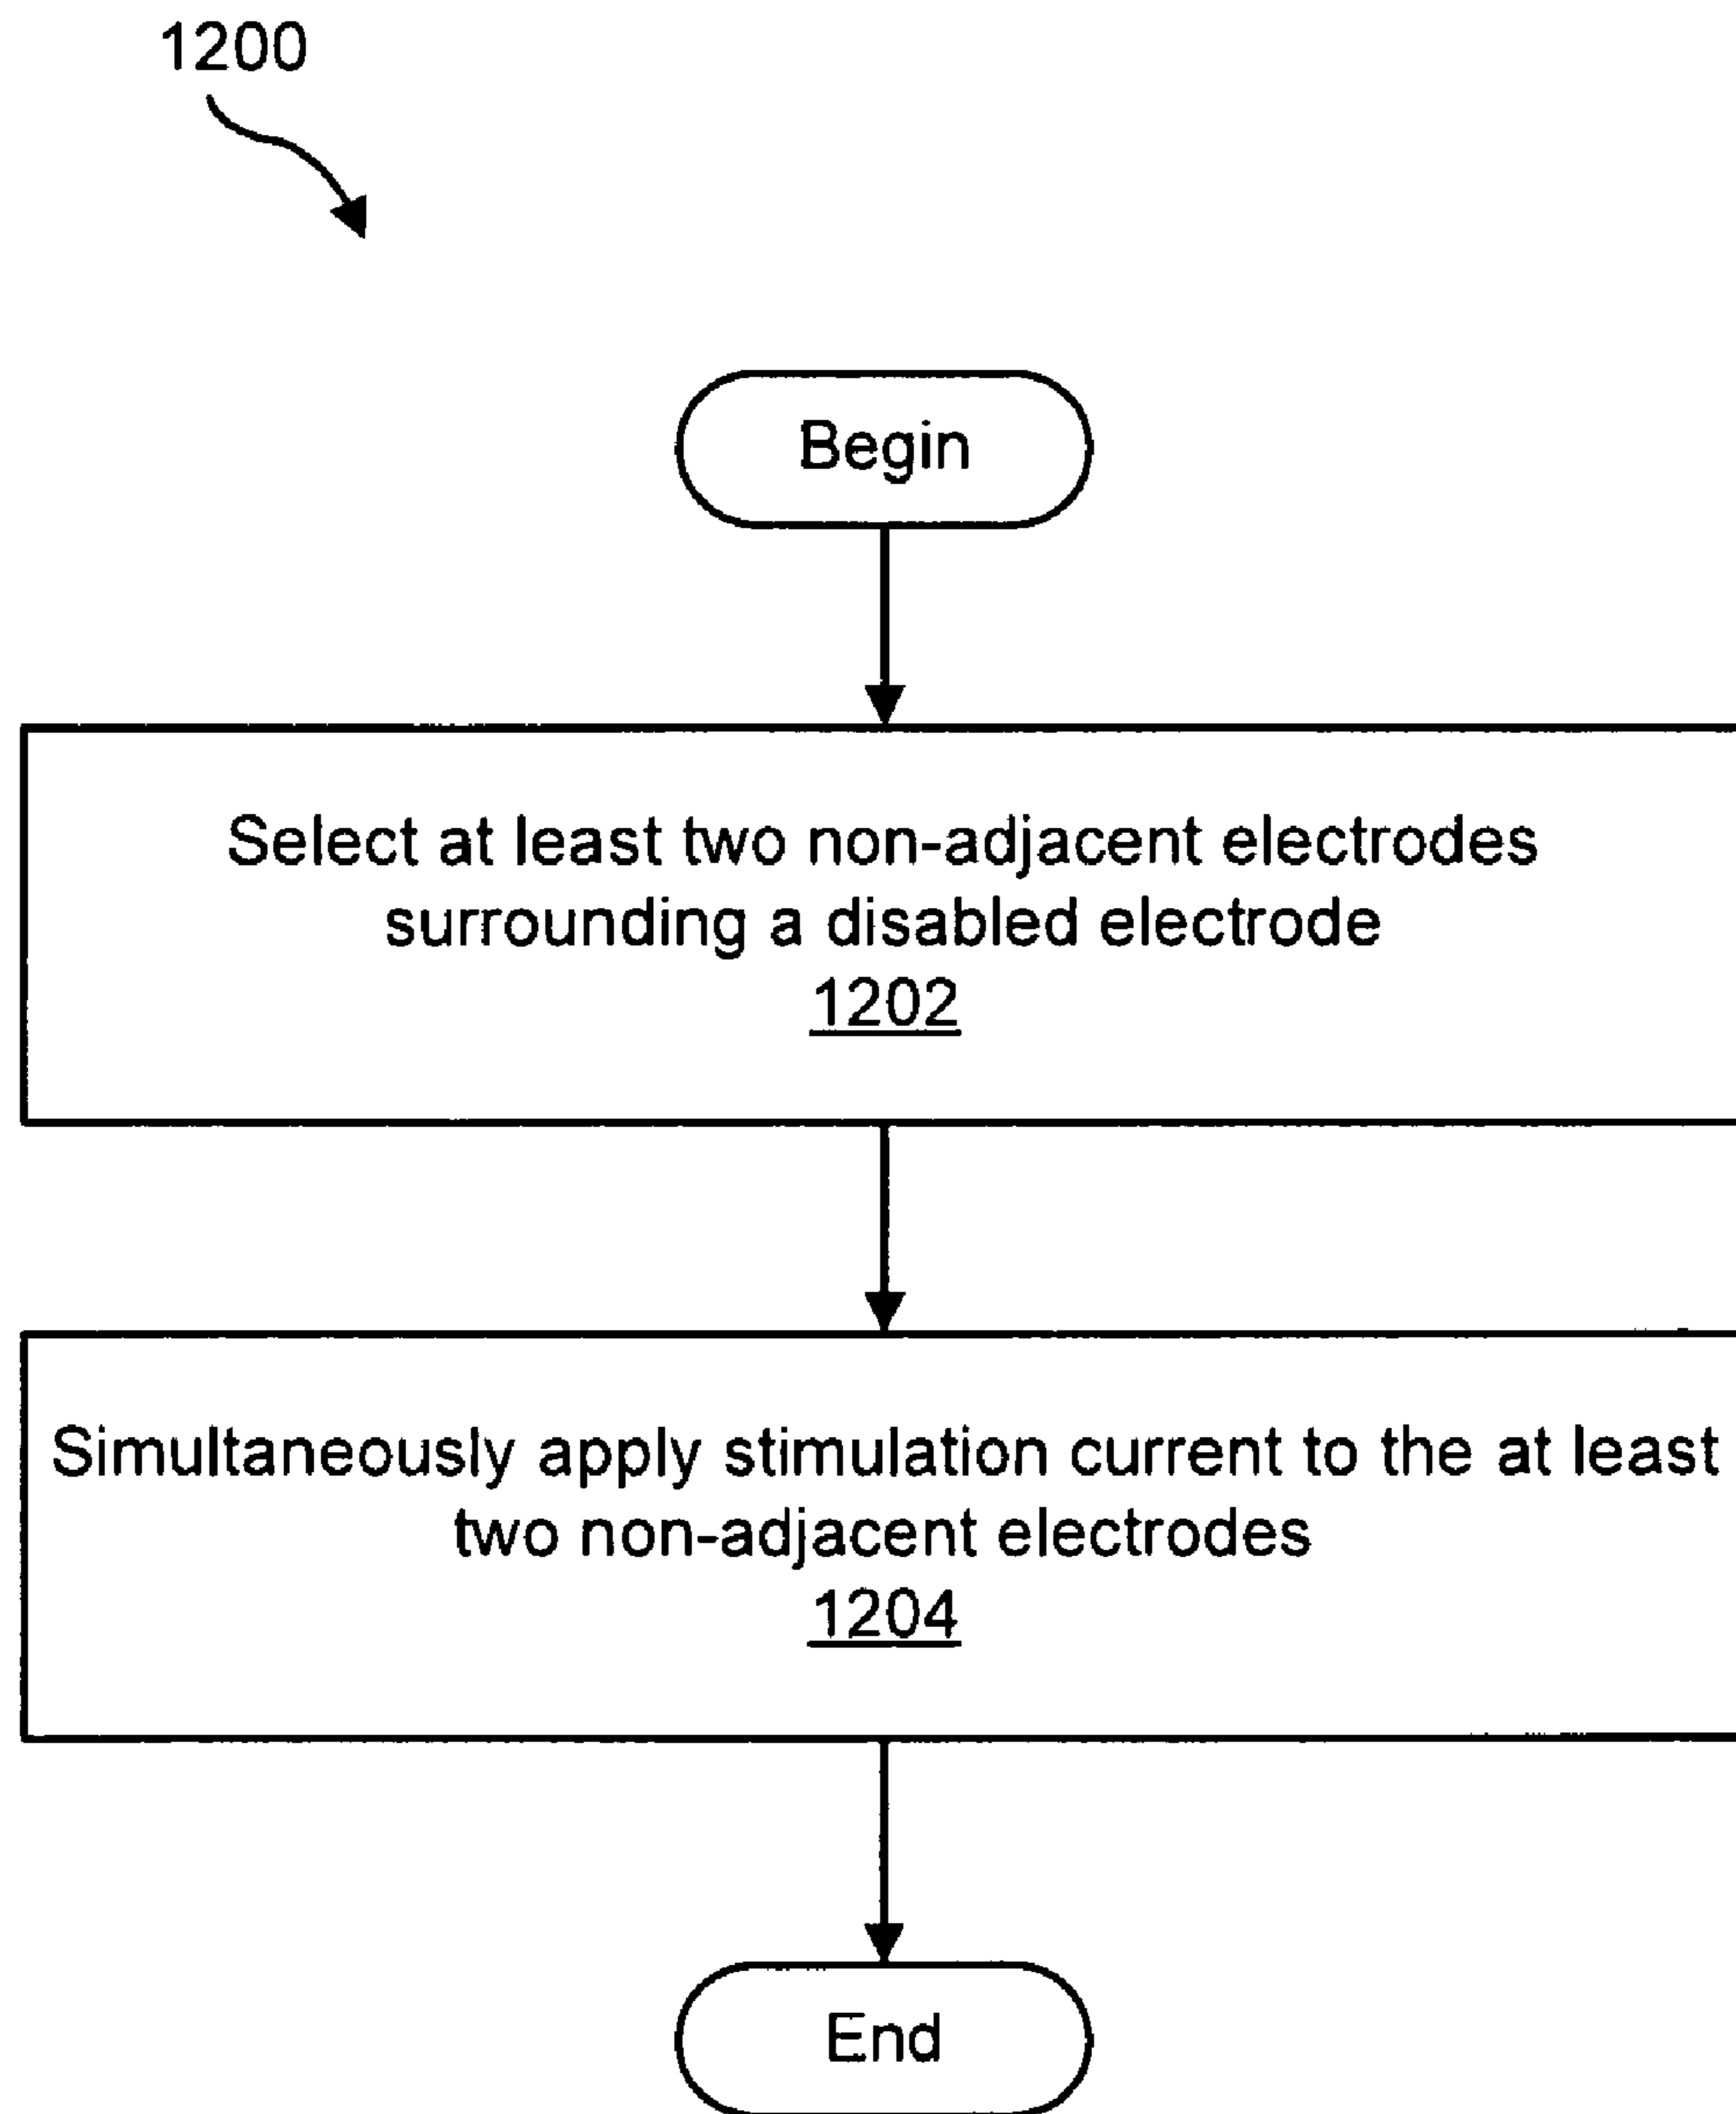 1200
Begin
Select at least two non-adjacent electrodes
surrounding a disabled electrode
1202
Simultaneously apply stimulation current to the at least
two non-adjacent electrodes
1204
End